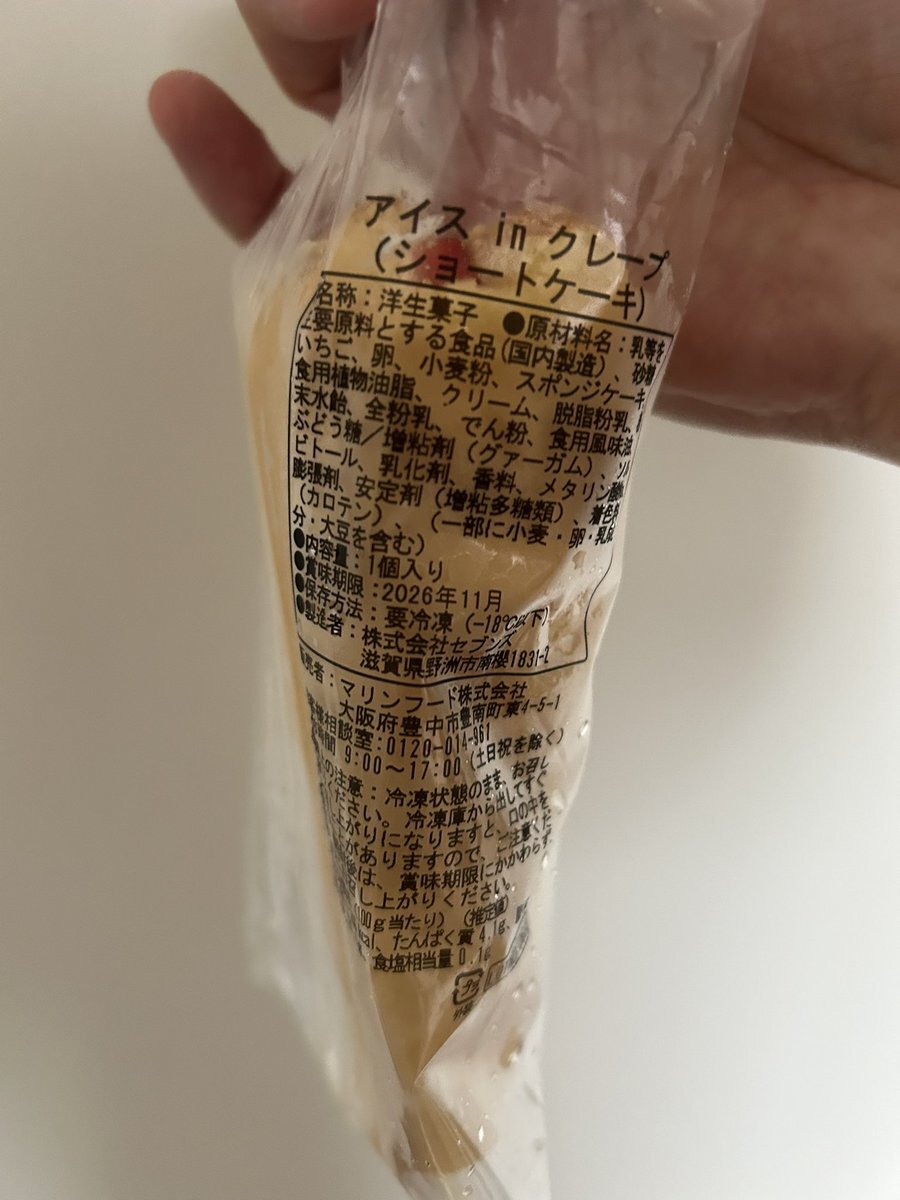 アイス in クレープ
(ショートケーキ)
名称：洋生菓子 ●原材料名：乳等を
主要原料とする食品(国内製造)、砂糖、
いちご、卵、小麦粉、スポンジケーキ、
食用植物油脂、クリーム、脱脂粉乳、
末水飴、全粉乳、でん粉、食用風味油、
ぶどう糖／増粘剤(グァーガム)、ソル
ビトール、乳化剤、香料、メタリン酸
膨張剤、安定剤(増粘多糖類)、着色
(カロテン)、(一部に小麦・卵・乳成
分・大豆を含む)
●内容量：1個入り
●賞味期限：2026年11月
●保存方法：要冷凍(-18℃以下)
●製造者：株式会社セブンズ
滋賀県野洲市南櫻1831-2
者：マリンフード株式会社
大阪府豊中市豊南町東4-5-1
様相談室：0120-014-961
時間 9:00～17:00 (土日祝を除く)
の注意：冷凍状態のまま、お召し
ください。冷凍庫から出してすぐ
上がりになりますと、口の中を
がありますので、ご注意くだ
後は、賞味期限にかかわらず
し上がりください。
(100g当たり) (推定値)
kcal、たんぱく質4.1g、
食塩相当量0.1g
プラ
外装